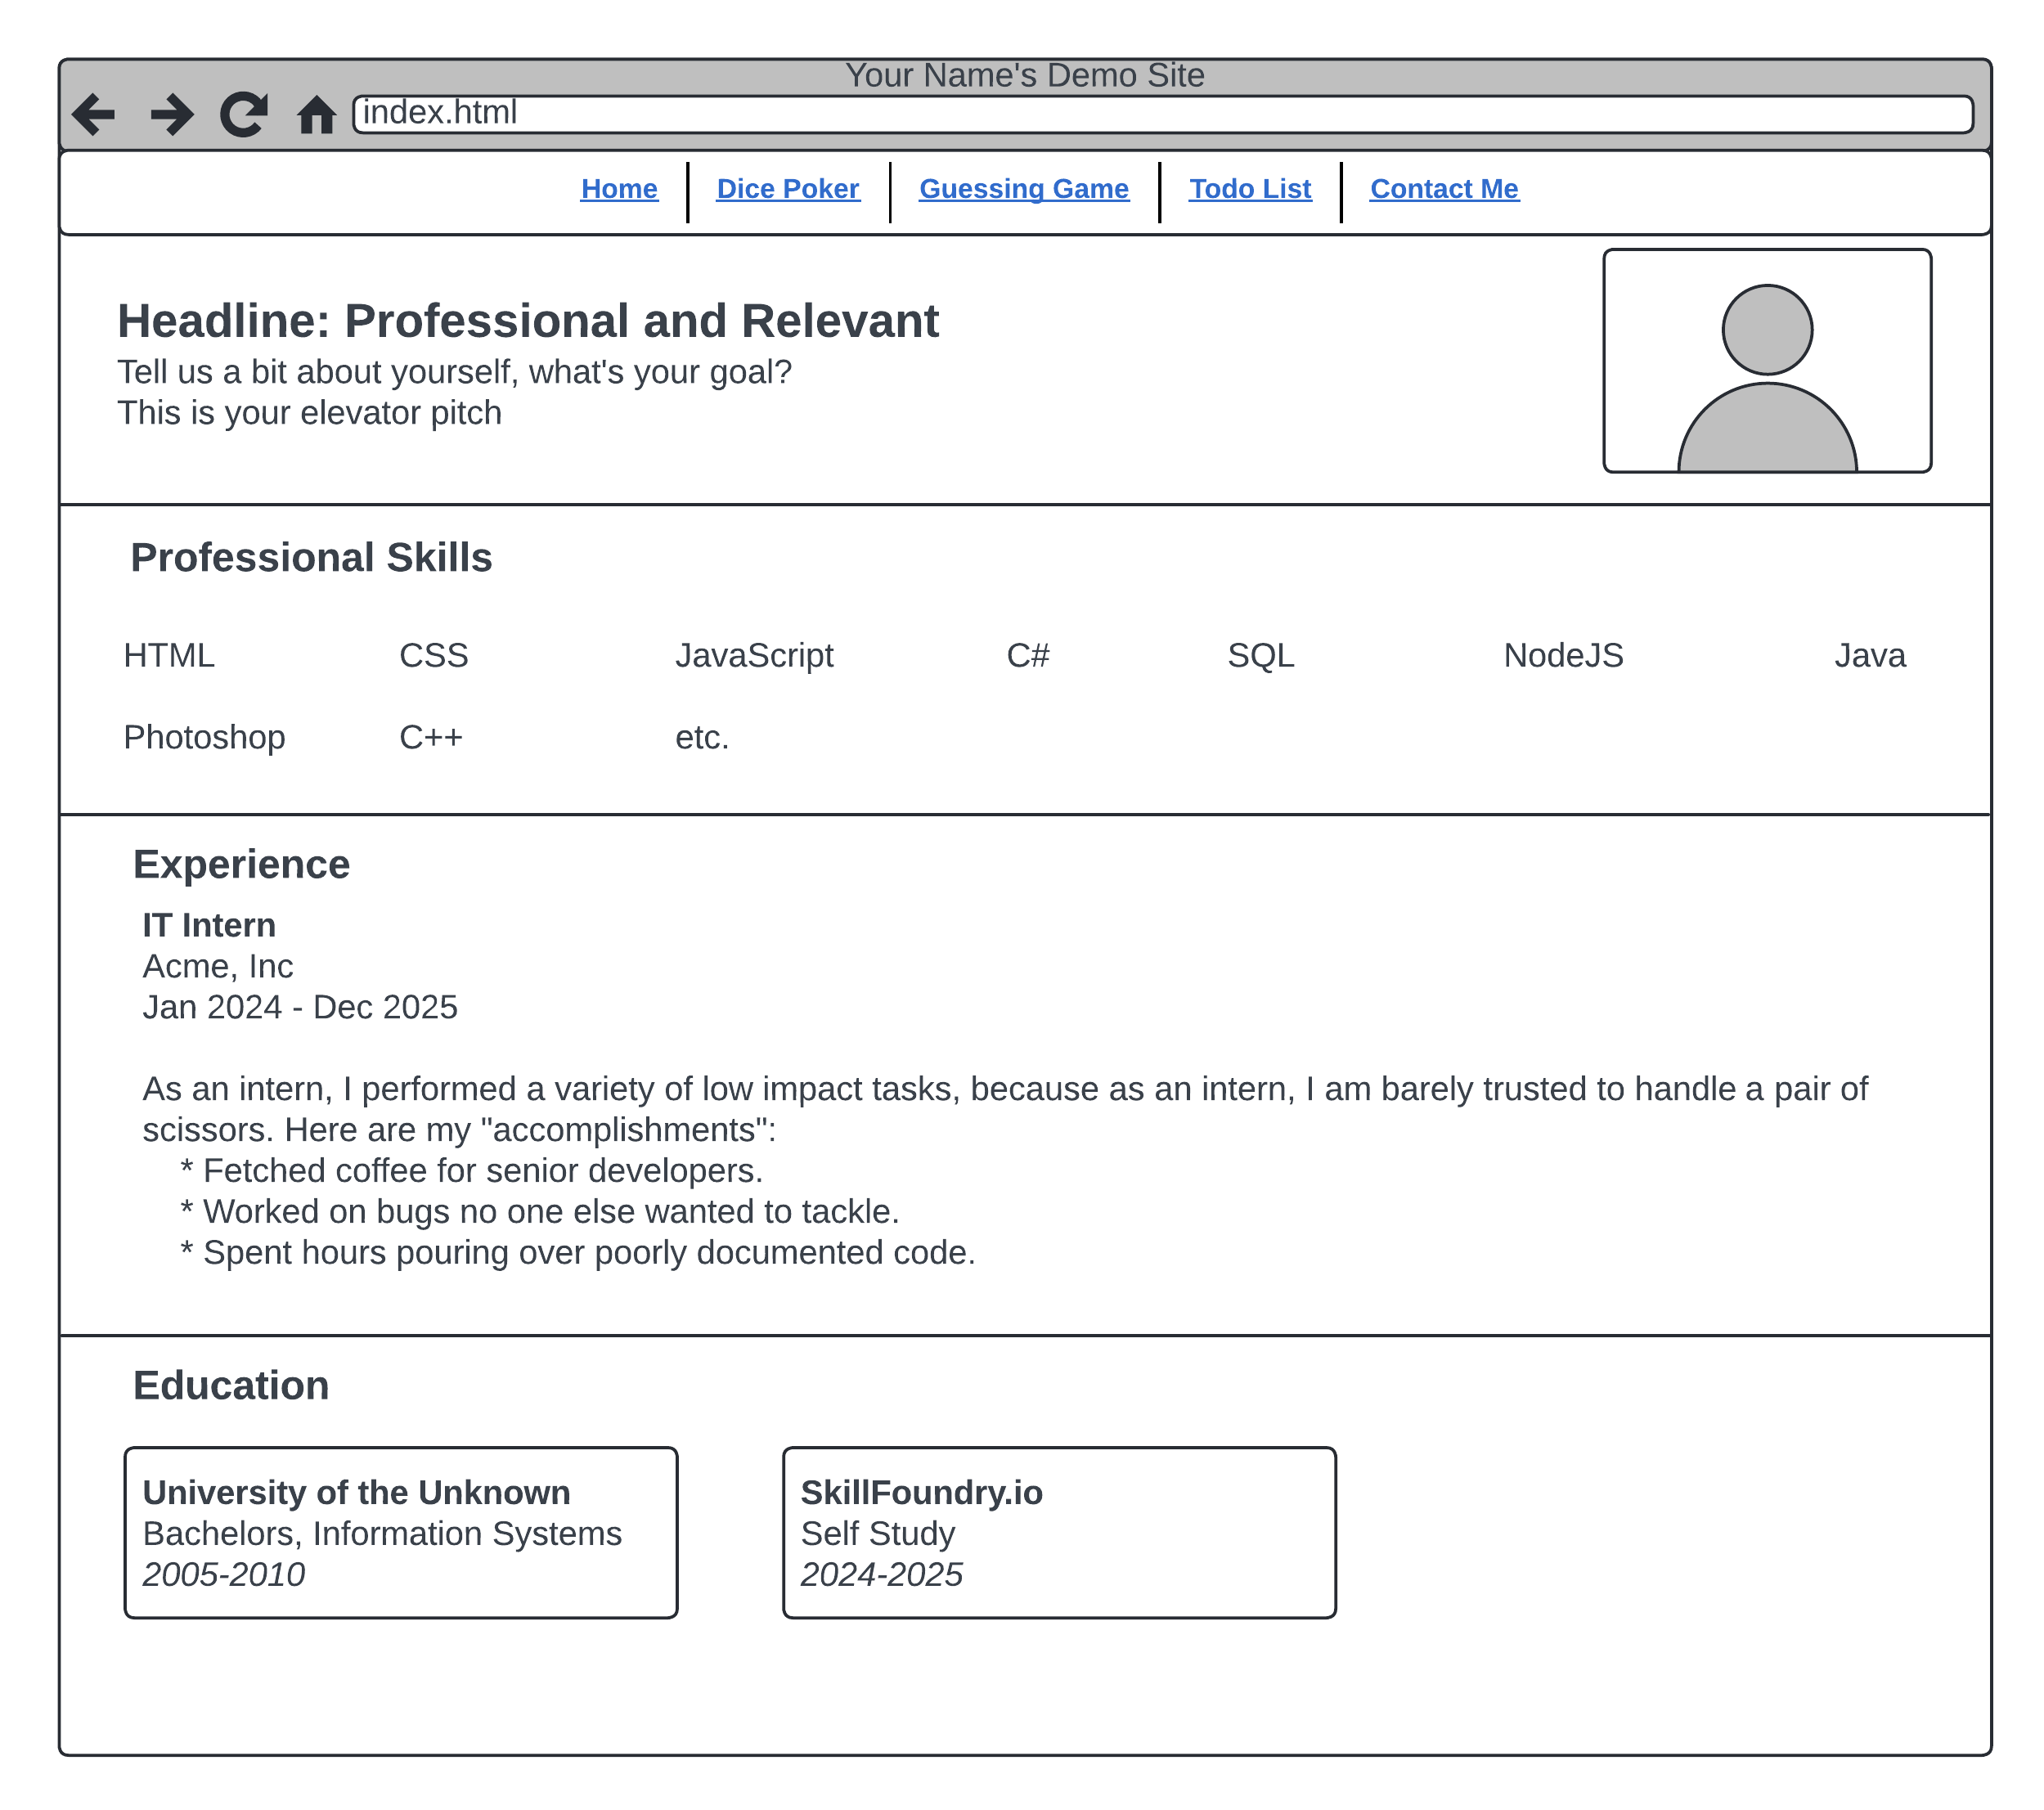 Your Name's Demo Site
index.html
Home Dice Poker Guessing Game Todo List Contact Me
Headline: Professional and Relevant
Tell us a bit about yourself, what's your goal?
This is your elevator pitch
Professional Skills
HTML CSS JavaScript C# SQL NodeJS Java
Photoshop C++ etc.
Experience
IT Intern
Acme, Inc
Jan 2024 - Dec 2025
As an intern, I performed a variety of low impact tasks, because as an intern, I am barely trusted to handle a pair of
scissors. Here are my "accomplishments":
* Fetched coffee for senior developers.
* Worked on bugs no one else wanted to tackle.
* Spent hours pouring over poorly documented code.
Education
University of the Unknown
Bachelors, Information Systems
2005-2010
SkillFoundry.io
Self Study
2024-2025